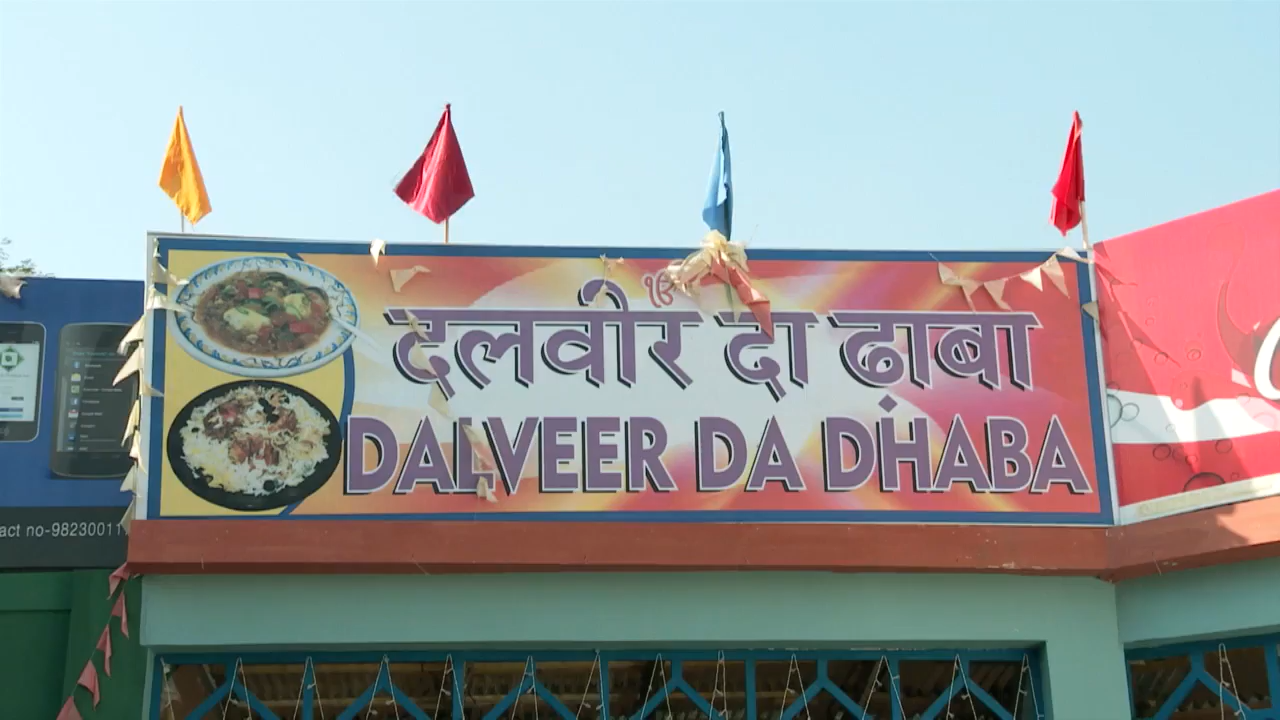 ੴ
दलवीर दा ढाबा
DALVEER DA DHABA
act no-98230011